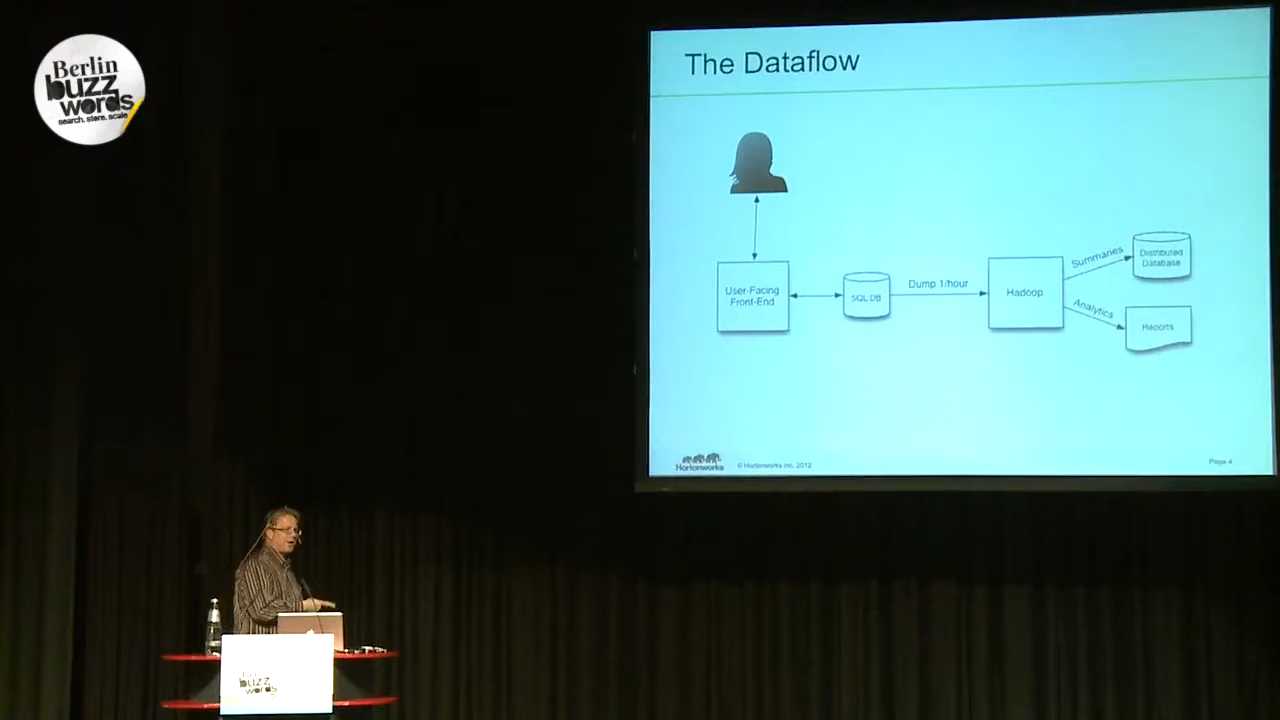 Berlin
buzz
words
search. store. scale
The Dataflow
User-Facing
Front-End
SQL DB
Dump 1/hour
Hadoop
Summaries
Distributed
Database
Analytics
Reports
Hortonworks
© Hortonworks Inc. 2012
Page 4
Berlin
buzz
words